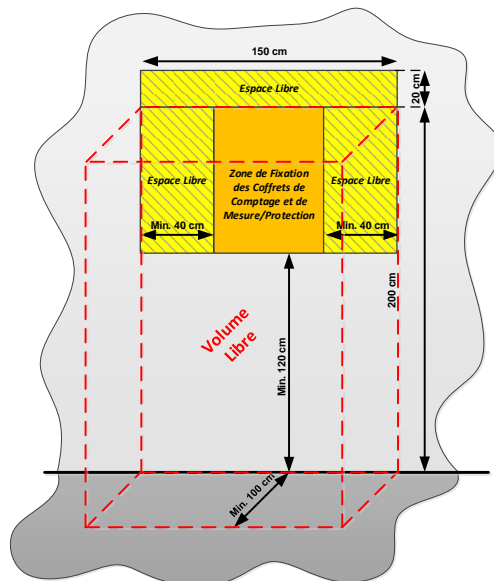 150 cm
20 cm
Espace Libre
Espace Libre
Zone de Fixation
des Coffrets de
Comptage et de
Mesure/Protection
Espace Libre
Min. 40 cm
Min. 40 cm
200 cm
Volume
Libre
Min. 120 cm
Min. 100 cm